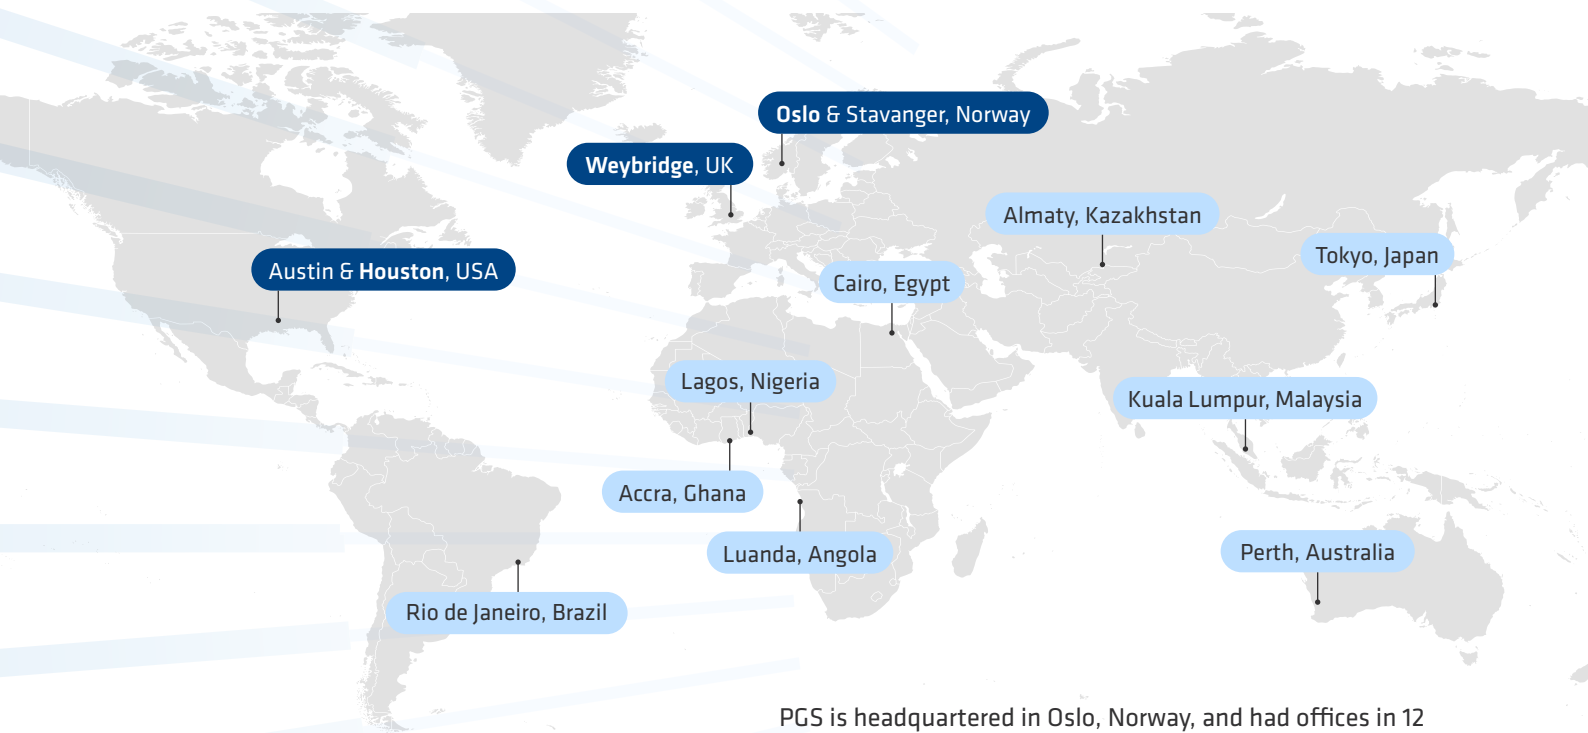 Oslo & Stavanger, Norway
Weybridge, UK
Almaty, Kazakhstan
Tokyo, Japan
Austin & Houston, USA
Cairo, Egypt
Lagos, Nigeria
Kuala Lumpur, Malaysia
Accra, Ghana
Luanda, Angola
Perth, Australia
Rio de Janeiro, Brazil
PGS is headquartered in Oslo, Norway, and had offices in 12